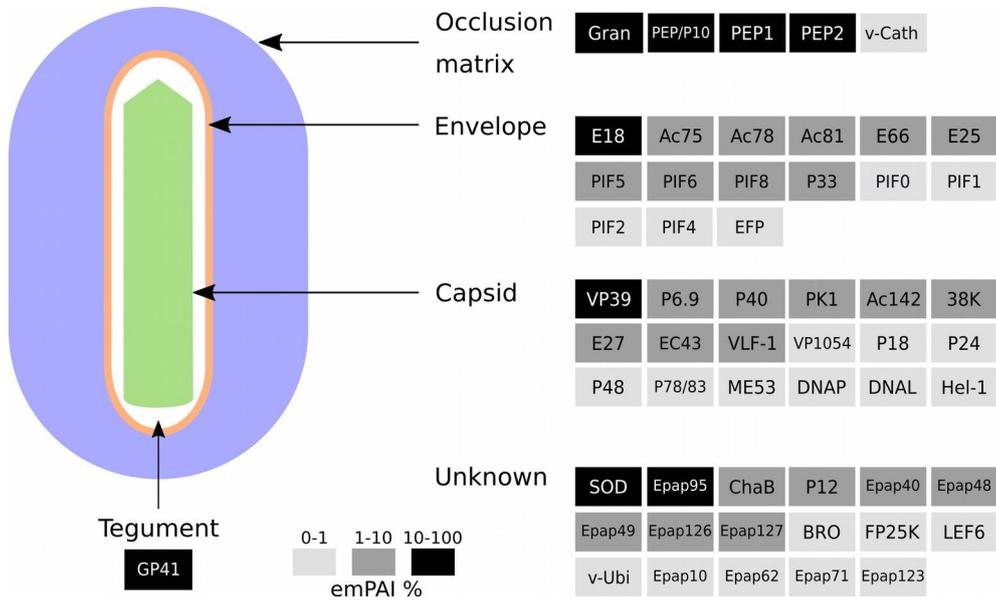 Occlusion
matrix
Gran PEP/P10 PEP1 PEP2 v-Cath
Envelope
E18 Ac75 Ac78 Ac81 E66 E25
PIF5 PIF6 PIF8 P33 PIF0 PIF1
PIF2 PIF4 EFP
Capsid
VP39 P6.9 P40 PK1 Ac142 38K
E27 EC43 VLF-1 VP1054 P18 P24
P48 P78/83 ME53 DNAP DNAL Hel-1
Unknown
SOD Epap95 ChaB P12 Epap40 Epap48
Epap49 Epap126 Epap127 BRO FP25K LEF6
v-Ubi Epap10 Epap62 Epap71 Epap123
Tegument
GP41
0-1 1-10 10-100
emPAI %